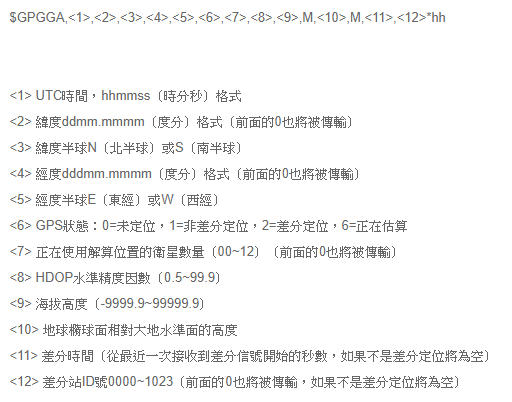 $GPGGA,<1>,<2>,<3>,<4>,<5>,<6>,<7>,<8>,<9>,M,<10>,M,<11>,<12>*hh
<1> UTC時間，hhmmss〔時分秒〕格式
<2> 緯度ddmm.mmmm〔度分〕格式〔前面的0也將被傳輸〕
<3> 緯度半球N〔北半球〕或S〔南半球〕
<4> 經度dddmm.mmmm〔度分〕格式〔前面的0也將被傳輸〕
<5> 經度半球E〔東經〕或W〔西經〕
<6> GPS狀態：0=未定位，1=非差分定位，2=差分定位，6=正在估算
<7> 正在使用解算位置的衛星數量〔00~12〕〔前面的0也將被傳輸〕
<8> HDOP水準精度因數〔0.5~99.9〕
<9> 海拔高度〔-9999.9~99999.9〕
<10> 地球橢球面相對大地水準面的高度
<11> 差分時間〔從最近一次接收到差分信號開始的秒數，如果不是差分定位將為空〕
<12> 差分站ID號0000~1023〔前面的0也將被傳輸，如果不是差分定位將為空〕